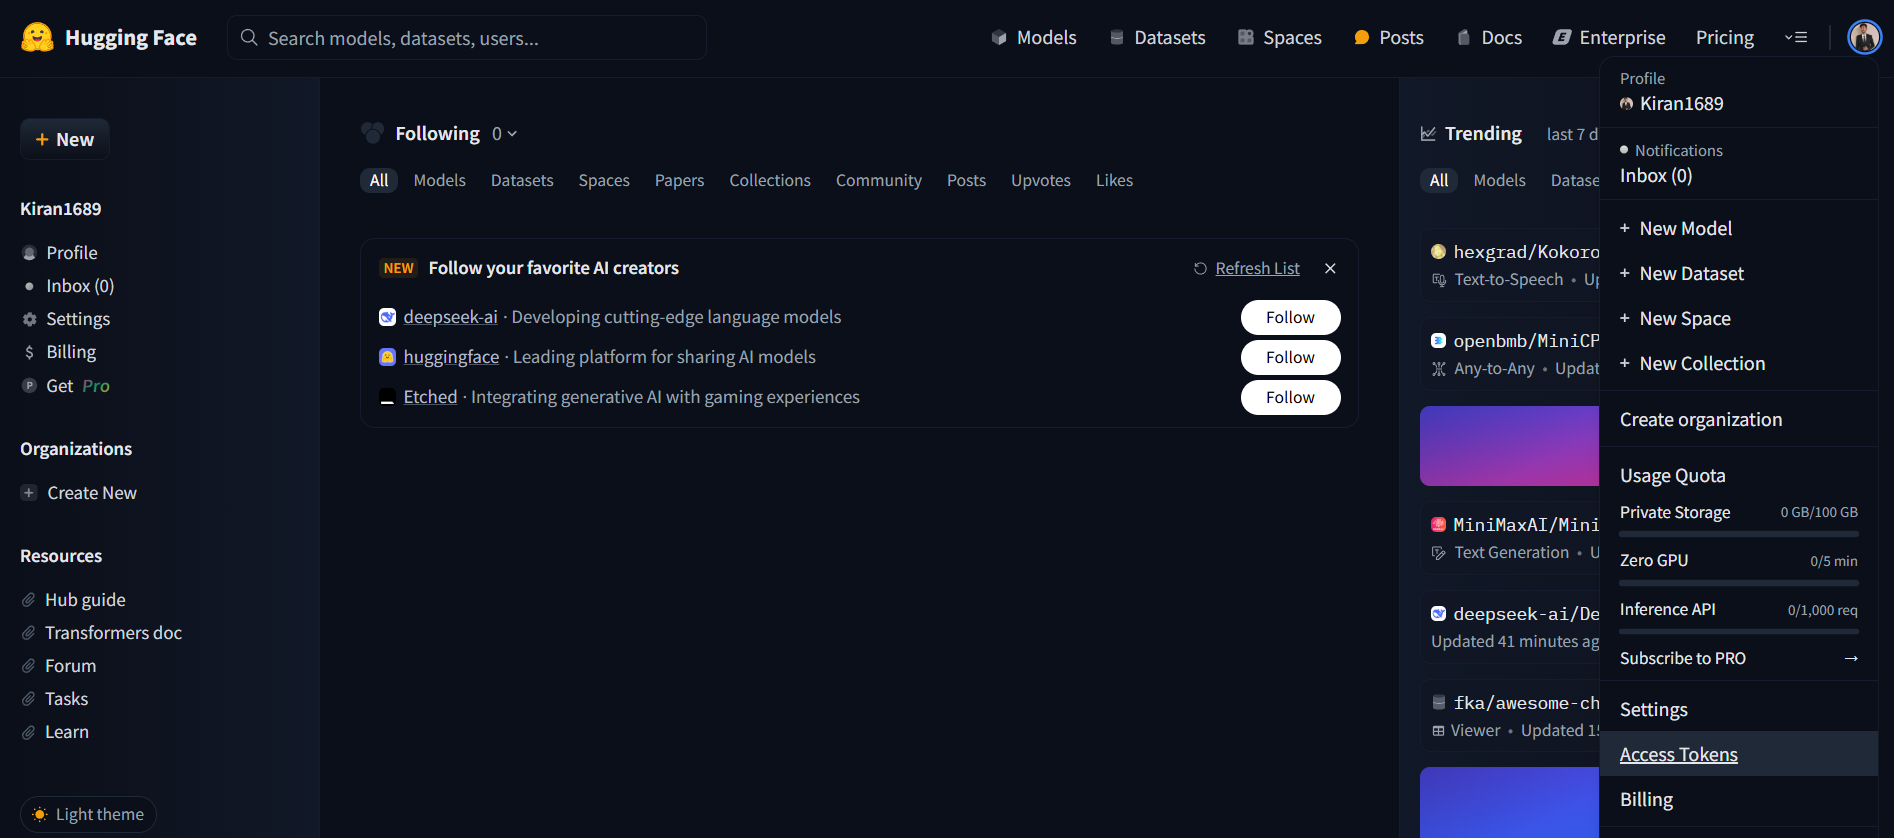 Hugging Face
Search models, datasets, users...
Models
Datasets
Spaces
Posts
Docs
Enterprise
Pricing
+ New
Kiran1689
Profile
Inbox (0)
Settings
$ Billing
P Get Pro
Organizations
+ Create New
Resources
Hub guide
Transformers doc
Forum
Tasks
Learn
Light theme
Following 0
All Models Datasets Spaces Papers Collections Community Posts Upvotes Likes
NEW Follow your favorite AI creators Refresh List
deepseek-ai · Developing cutting-edge language models Follow
huggingface · Leading platform for sharing AI models Follow
Etched · Integrating generative AI with gaming experiences Follow
Trending last 7 d
All Models Datase
hexgrad/Kokoro
Text-to-Speech • Up
openbmb/MiniCP
Any-to-Any • Updat
MiniMaxAI/Mini
Text Generation • U
deepseek-ai/De
Updated 41 minutes ag
fka/awesome-ch
Viewer • Updated 15
Profile
Kiran1689
Notifications
Inbox (0)
+ New Model
+ New Dataset
+ New Space
+ New Collection
Create organization
Usage Quota
Private Storage 0 GB/100 GB
Zero GPU 0/5 min
Inference API 0/1,000 req
Subscribe to PRO →
Settings
Access Tokens
Billing